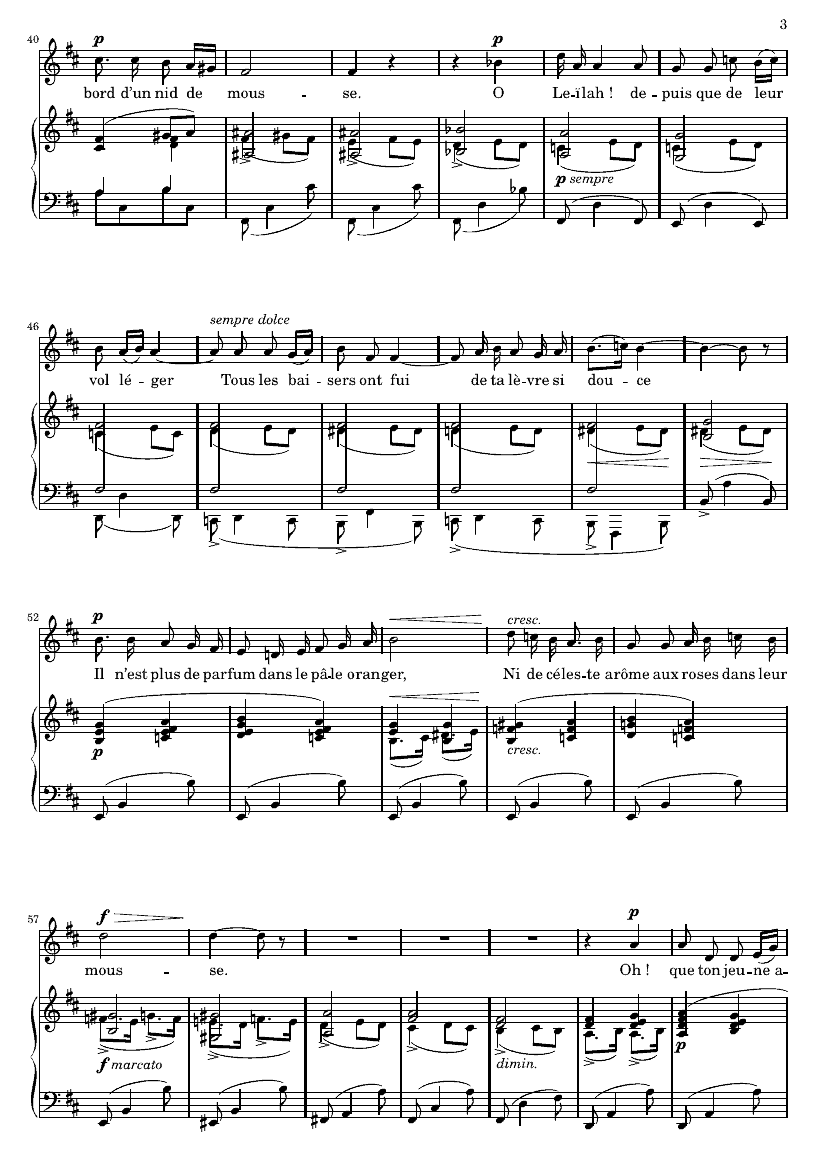 3
40
p
bord d'un nid de mous - se. O Le-ïlah ! de - puis que de leur
p sempre
46
sempre dolce
vol lé - ger Tous les bai - sers ont fui de ta lè-vre si dou - ce
52
p
cresc.
Il n'est plus de parfum dans le pâ-le oranger, Ni de céles-te arôme aux roses dans leur
p
cresc.
57
f
p
mous - se. Oh ! que ton jeu-ne a-
f marcato
dimin.
p